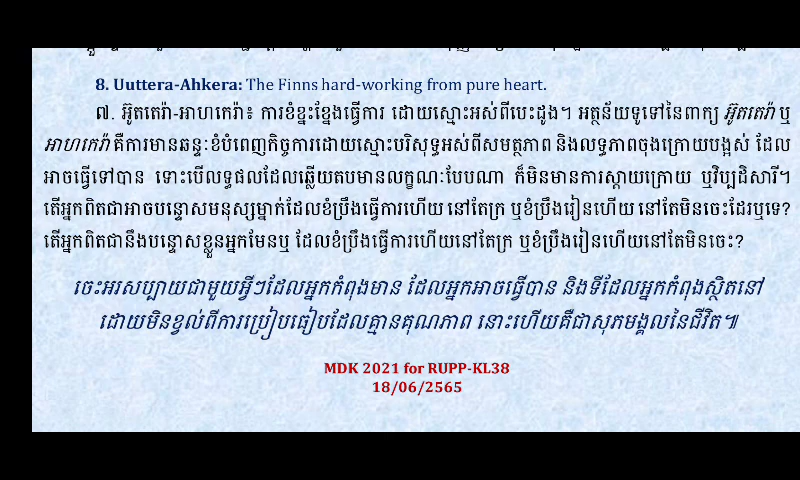 8. Uuttera-Ahkera: The Finns hard-working from pure heart.
៧. អ៊ូតតេរ៉ា-អាហកេរ៉ា៖ ការខំខ្នះខ្នែងធ្វើការ ដោយស្មោះអស់ពីបេះដូង។ អត្ថន័យទូទៅនៃពាក្យ អ៊ូតតេរ៉ា ឬ
អាហកេរ៉ា គឺការមានឆន្ទៈខំបំពេញកិច្ចការដោយស្មោះបរិសុទ្ធអស់ពីសមត្ថភាព និងលទ្ធភាពចុងក្រោយបង្អស់ ដែល
អាចធ្វើទៅបាន ទោះបើលទ្ធផលដែលឆ្លើយតបមានលក្ខណៈបែបណា ក៏មិនមានការស្ដាយក្រោយ ឬវិប្បដិសារី។
តើអ្នកពិតជាអាចបន្ទោសមនុស្សម្នាក់ដែលខំប្រឹងធ្វើការហើយ នៅតែក្រ ឬខំប្រឹងរៀនហើយ នៅតែមិនចេះដែរឬទេ?
តើអ្នកពិតជានឹងបន្ទោសខ្លួនអ្នកមែនឬ ដែលខំប្រឹងធ្វើការហើយនៅតែក្រ ឬខំប្រឹងរៀនហើយនៅតែមិនចេះ?
ចេះអរសប្បាយជាមួយអ្វីៗដែលអ្នកកំពុងមាន ដែលអ្នកអាចធ្វើបាន និងទីដែលអ្នកកំពុងស្ថិតនៅ
ដោយមិនខ្វល់ពីការប្រៀបធៀបដែលគ្មានគុណភាព នោះហើយគឺជាសុភមង្គលនៃជីវិត៕
MDK 2021 for RUPP-KL38
18/06/2565